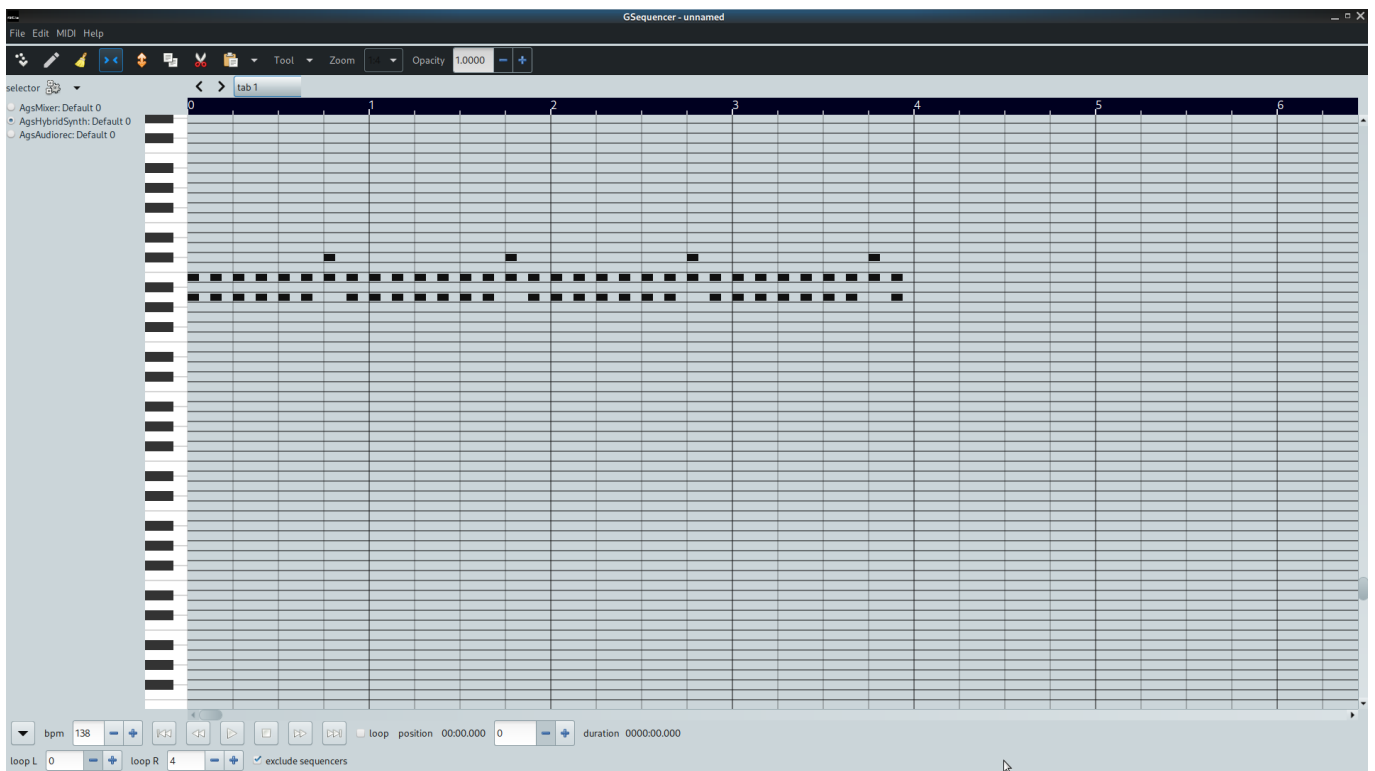 GSequencer - unnamed
File Edit MIDI Help
Tool Zoom 1:4 Opacity 1.0000
selector tab 1
AgsMixer: Default 0
AgsHybridSynth: Default 0
AgsAudiorec: Default 0
0 1 2 3 4 5 6
bpm 138 loop position 00:00.000 0 duration 0000:00.000
loop L 0 loop R 4 exclude sequencers